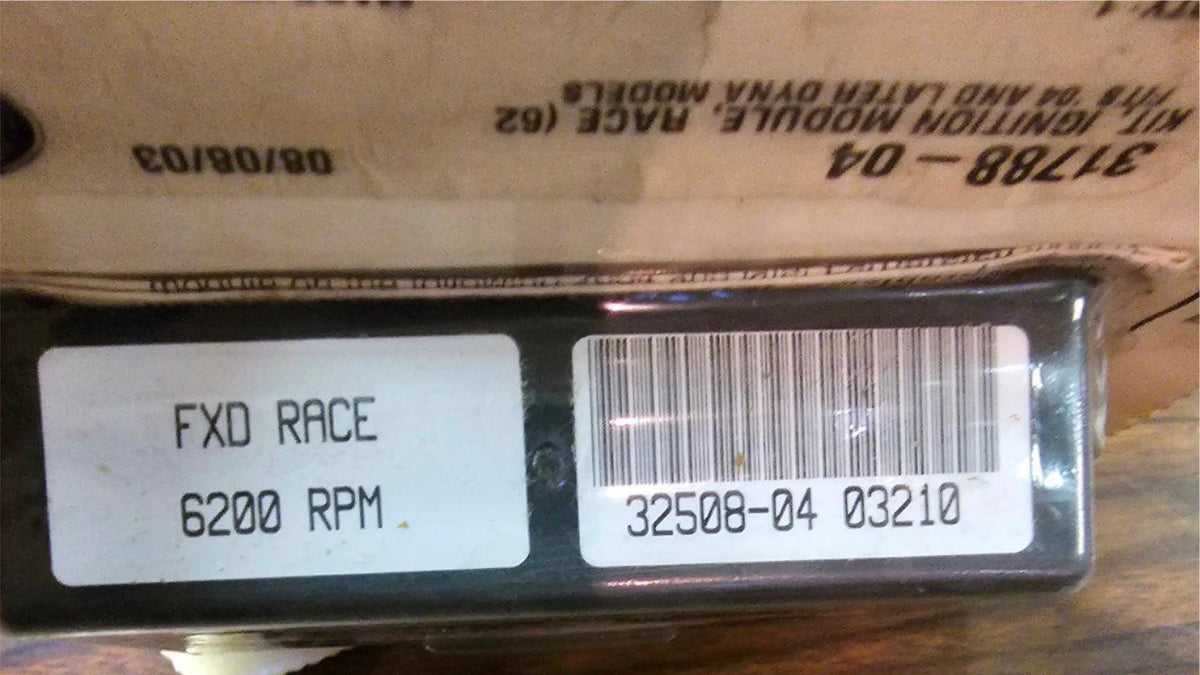 31788-04
08/08/03
KIT, IGNITION MODULE, RACE (62
FITS '04 AND LATER DYNA MODELS
FXD RACE
6200 RPM
32508-04 03210